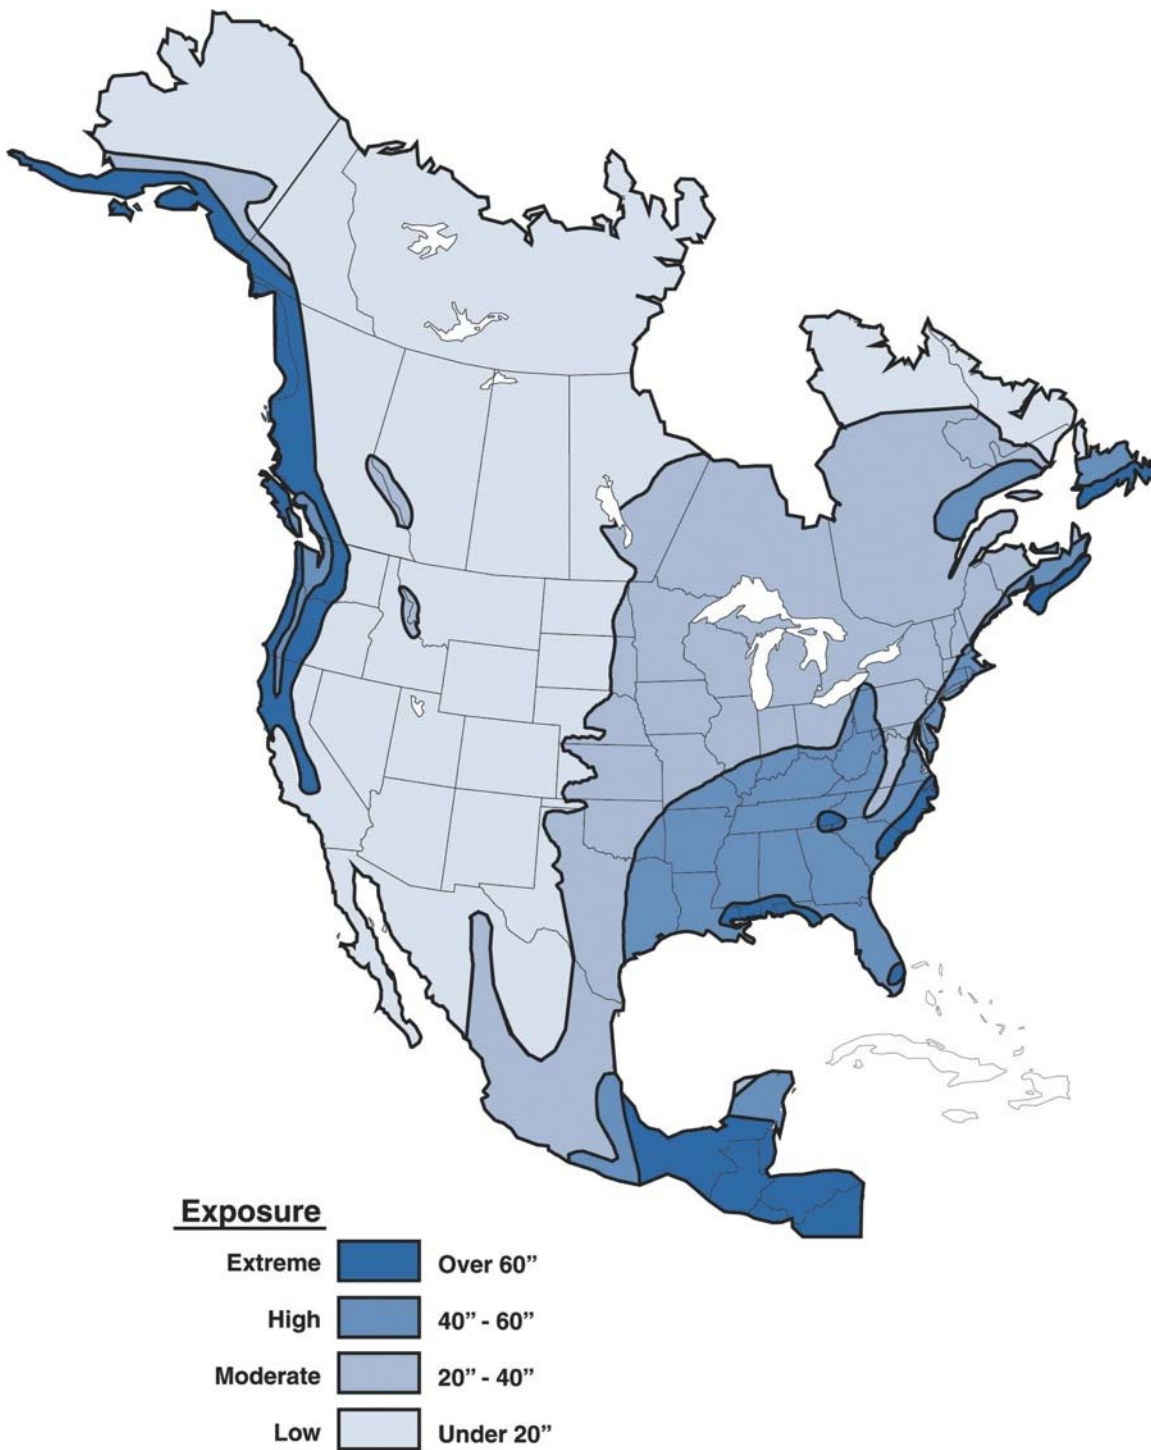 Exposure
Extreme Over 60”
High 40” - 60”
Moderate 20” - 40”
Low Under 20”